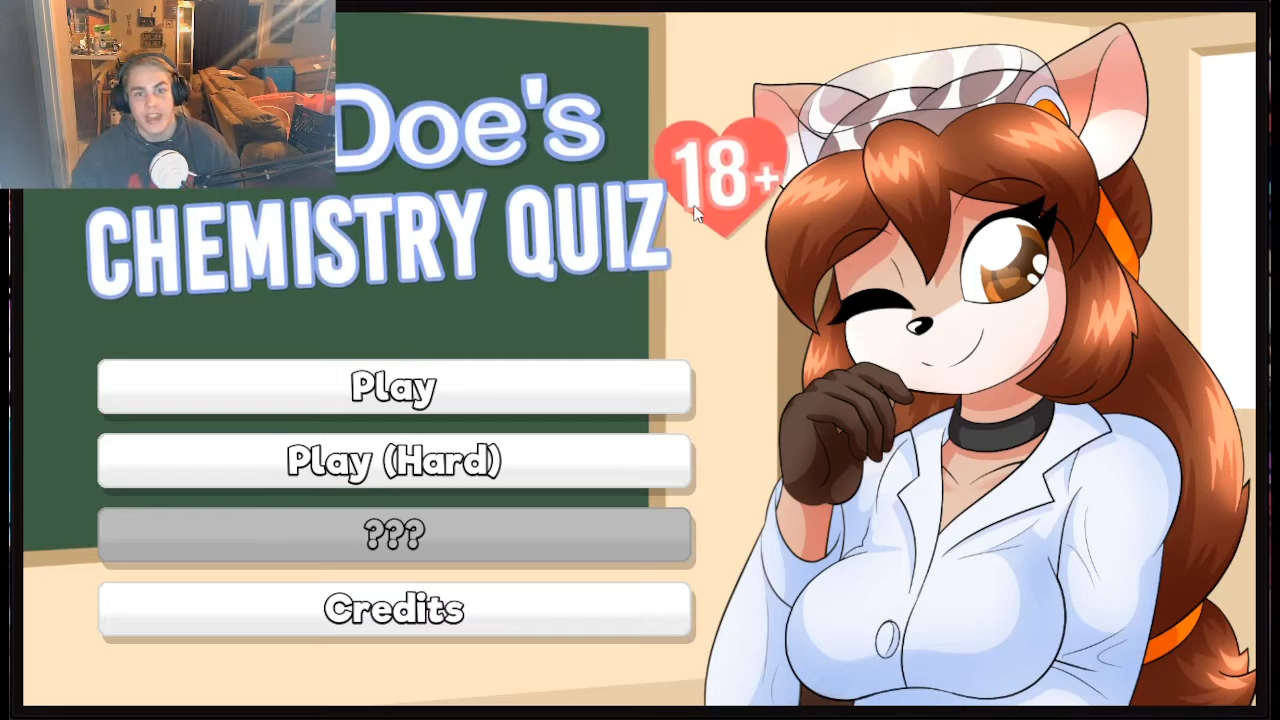 Doe's
18+
CHEMISTRY QUIZ
Play
Play (Hard)
???
Credits